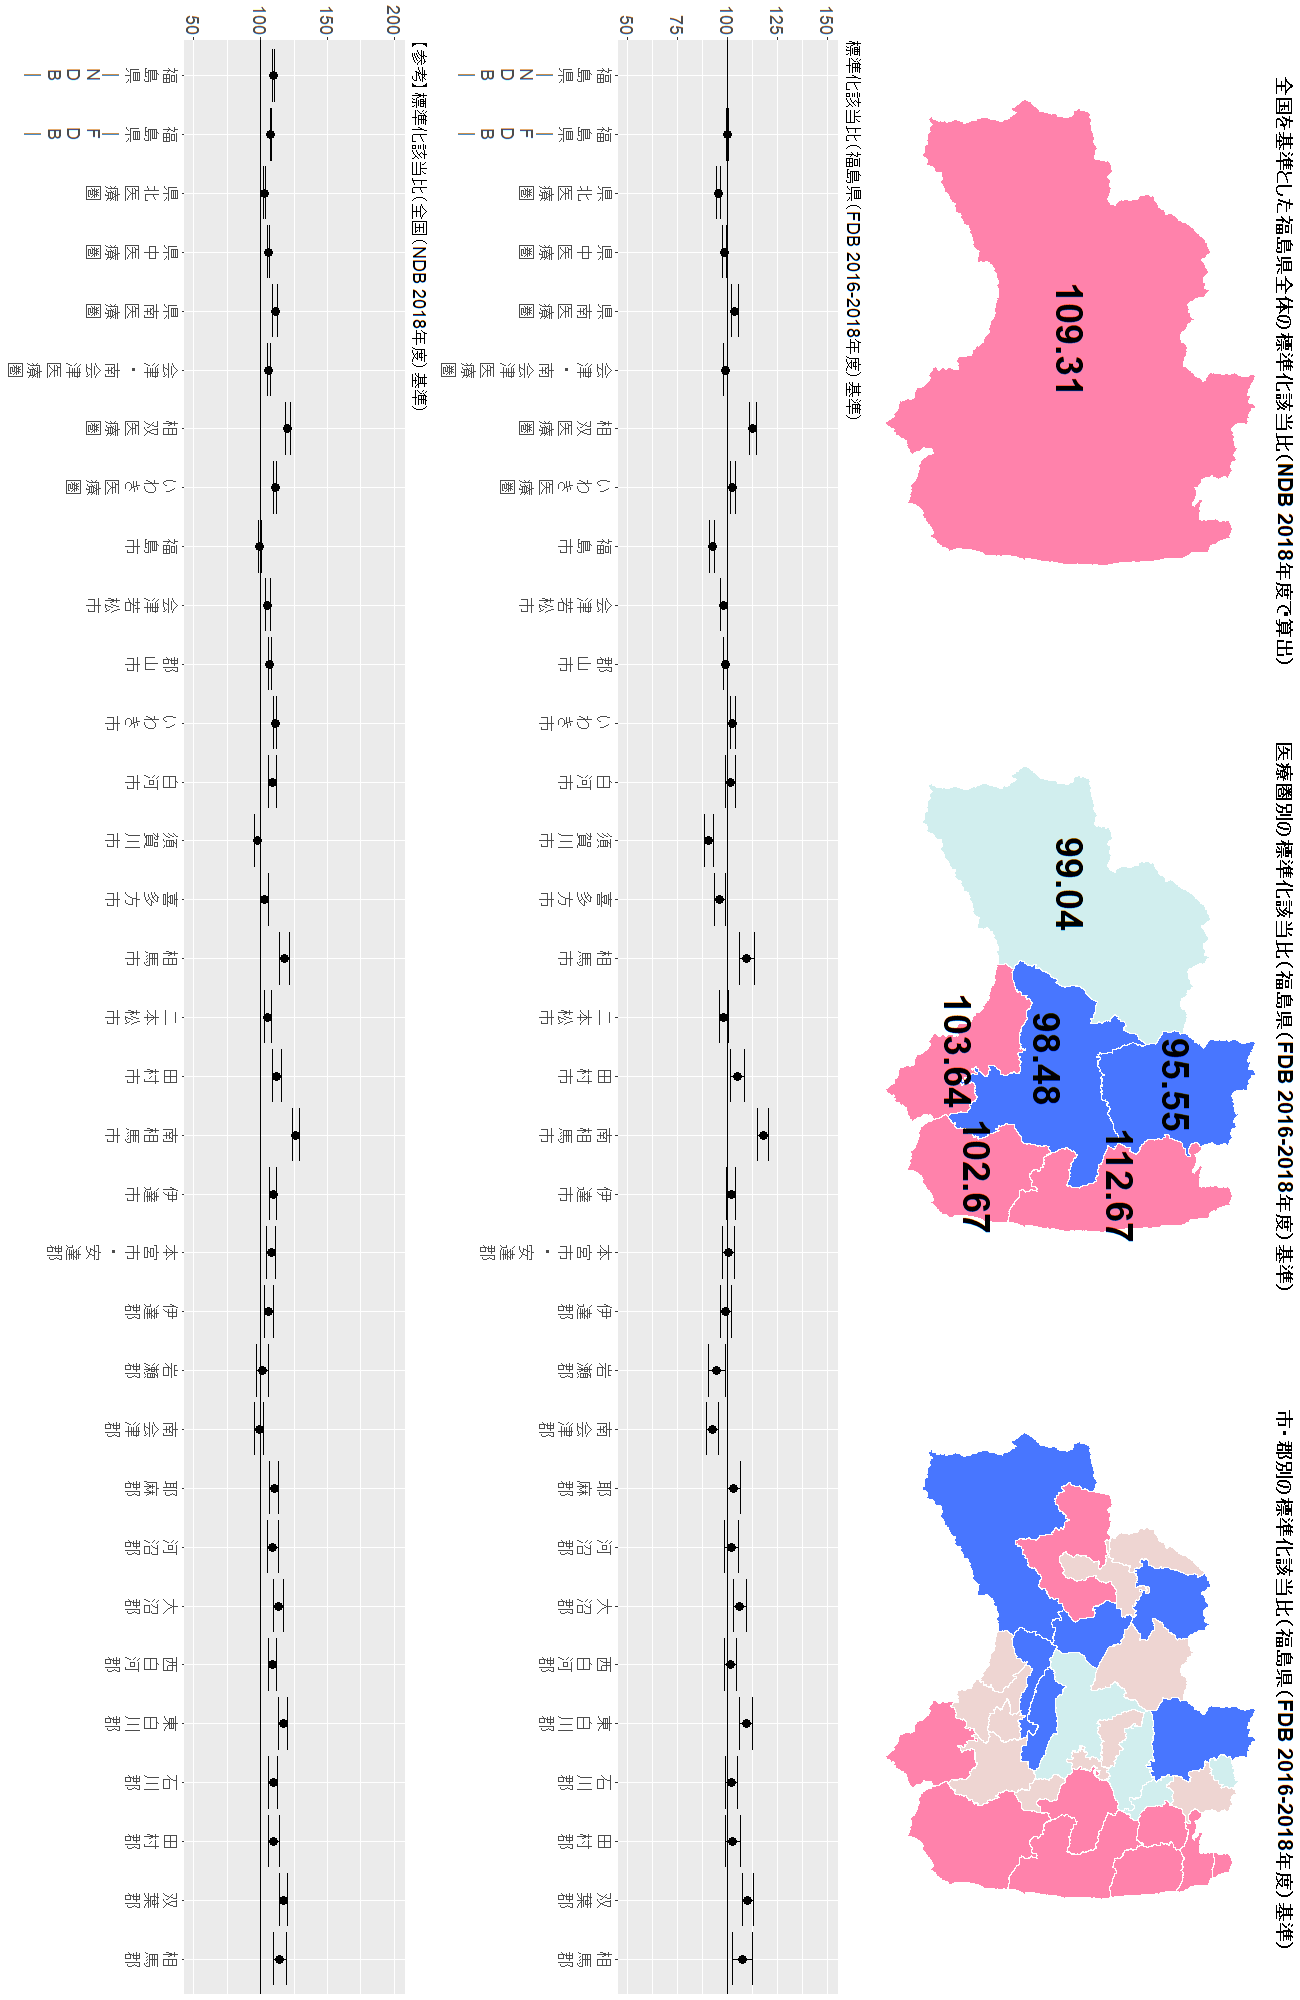 全国を基準とした福島県全体の標準化該当比(NDB 2018年度で算出)
109.31
医療圏別の標準化該当比(福島県(FDB 2016-2018年度)基準)
99.04
95.55
98.48
112.67
103.64
102.67
市・郡別の標準化該当比(福島県(FDB 2016-2018年度)基準)
標準化該当比(福島県(FDB 2016-2018年度)基準)
150
125
100
75
50
福島県ーNDBー
福島県ーFDBー
県北医療圏
県中医療圏
県南医療圏
会津・南会津医療圏
相双医療圏
いわき医療圏
福島市
会津若松市
郡山市
いわき市
白河市
須賀川市
喜多方市
相馬市
二本松市
田村市
南相馬市
伊達市
本宮市・安達郡
伊達郡
岩瀬郡
南会津郡
耶麻郡
河沼郡
大沼郡
西白河郡
東白川郡
石川郡
田村郡
双葉郡
相馬郡
【参考】標準化該当比(全国(NDB 2018年度)基準)
200
150
100
50
福島県ーNDBー
福島県ーFDBー
県北医療圏
県中医療圏
県南医療圏
会津・南会津医療圏
相双医療圏
いわき医療圏
福島市
会津若松市
郡山市
いわき市
白河市
須賀川市
喜多方市
相馬市
二本松市
田村市
南相馬市
伊達市
本宮市・安達郡
伊達郡
岩瀬郡
南会津郡
耶麻郡
河沼郡
大沼郡
西白河郡
東白川郡
石川郡
田村郡
双葉郡
相馬郡